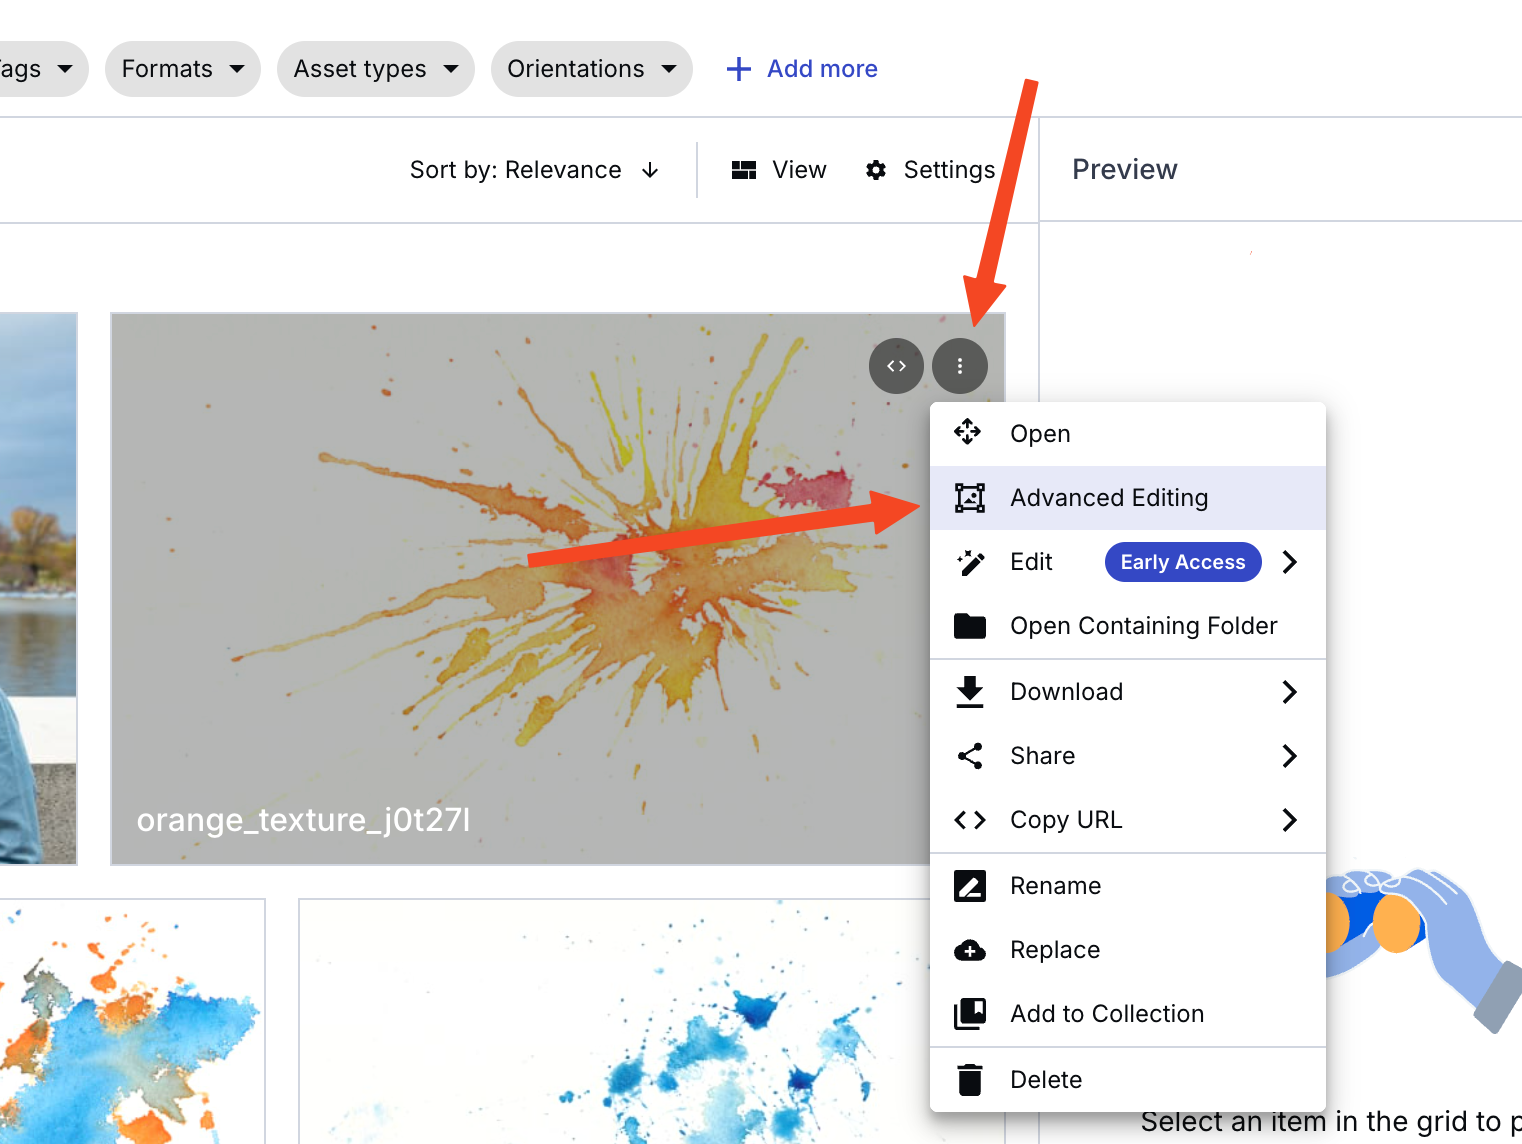 ags
Formats
Asset types
Orientations
Add more
Sort by: Relevance
View
Settings
Preview
orange_texture_j0t27l
Open
Advanced Editing
Edit Early Access
Open Containing Folder
Download
Share
Copy URL
Rename
Replace
Add to Collection
Delete
Select an item in the grid to p